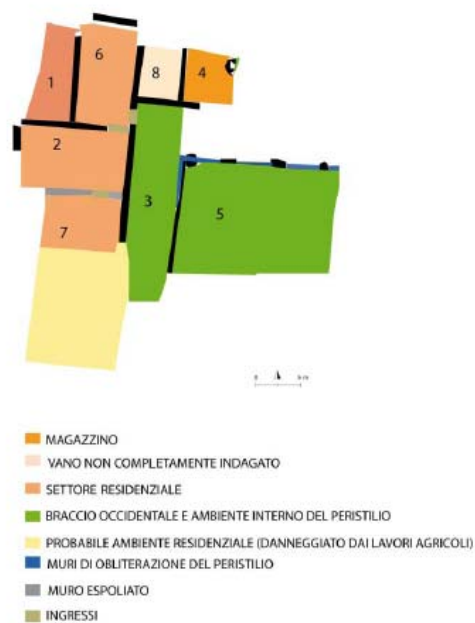 6
1
8
4
2
3
5
7
MAGAZZINO
VANO NON COMPLETAMENTE INDAGATO
SETTORE RESIDENZIALE
BRACCIO OCCIDENTALE E AMBIENTE INTERNO DEL PERISTILIO
PROBABILE AMBIENTE RESIDENZIALE (DANNEGGIATO DAI LAVORI AGRICOLI)
MURI DI OBLITERAZIONE DEL PERISTILIO
MURO ESPOLIATO
INGRESSI